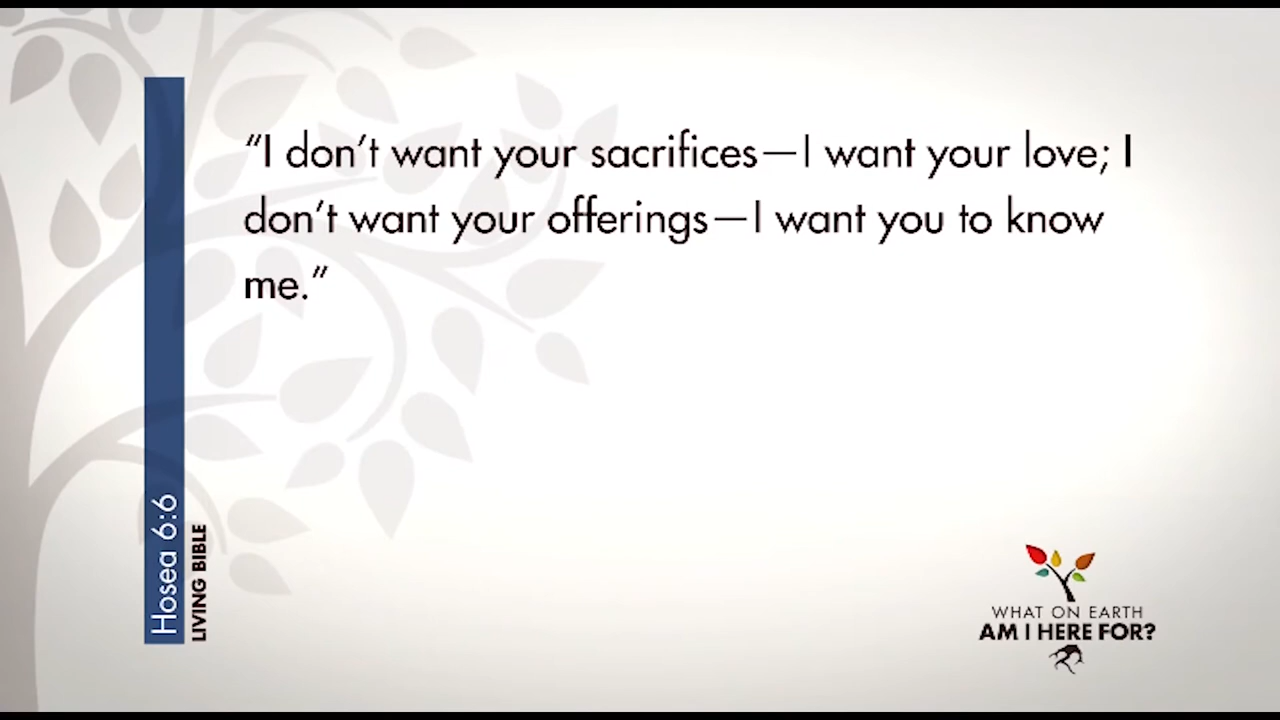 “I don’t want your sacrifices—I want your love; I
don’t want your offerings—I want you to know
me.”
Hosea 6:6
LIVING BIBLE
WHAT ON EARTH
AM I HERE FOR?